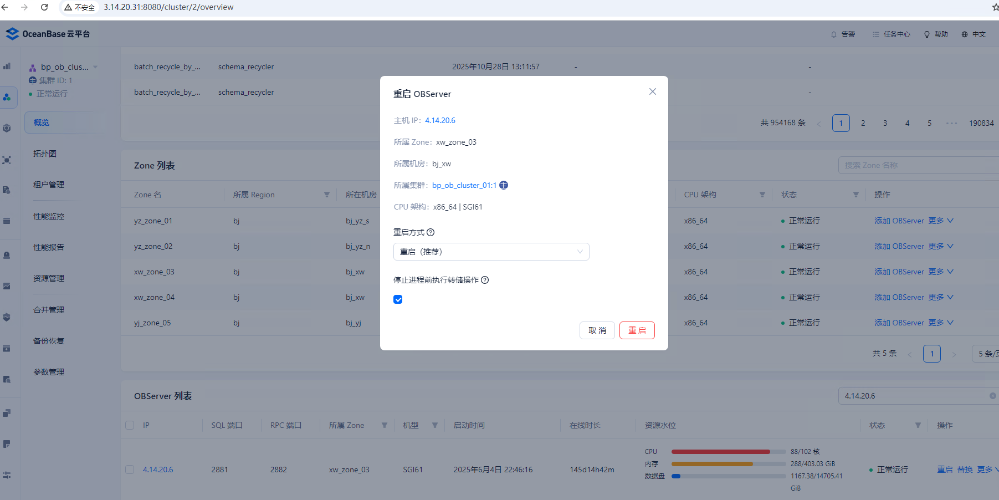 不安全 3.14.20.31:8080/cluster/2/overview
OceanBase 云平台
告警 任务中心 帮助 中文
bp_ob_clus...
主 集群 ID: 1
正常运行
概览
拓扑图
租户管理
性能监控
性能报告
资源管理
合并管理
备份恢复
参数管理
batch_recycle_by_... schema_recycler 2025年10月28日 13:11:57 - -
batch_recycle_by_... schema_recycler -
共 954168 条 < 1 2 3 4 5 ··· 190834
Zone 列表
搜索 Zone 名称
Zone 名 所属 Region 所在机房 CPU 架构 状态 操作
yz_zone_01 bj bj_yz_s x86_64 正常运行 添加 OBServer 更多
yz_zone_02 bj bj_yz_n x86_64 正常运行 添加 OBServer 更多
xw_zone_03 bj bj_xw x86_64 正常运行 添加 OBServer 更多
xw_zone_04 bj bj_xw x86_64 正常运行 添加 OBServer 更多
yj_zone_05 bj bj_yj x86_64 正常运行 添加 OBServer 更多
共 5 条 < 1 > 5 条/
重启 OBServer
主机 IP: 4.14.20.6
所属 Zone: xw_zone_03
所属机房: bj_xw
所属集群: bp_ob_cluster_01:1 主
CPU 架构: x86_64 | SGI61
重启方式
重启（推荐）
停止进程前执行转储操作
取 消 重 启
OBServer 列表
4.14.20.6
IP SQL 端口 RPC 端口 所属 Zone 机型 启动时间 在线时长 资源水位 状态 操作
4.14.20.6 2881 2882 xw_zone_03 SGI61 2025年6月4日 22:46:16 145d14h42m
CPU 88/102 核
内存 288/403.03 GiB
数据盘 1167.38/14705.41
GiB
正常运行 重启 替换 更多